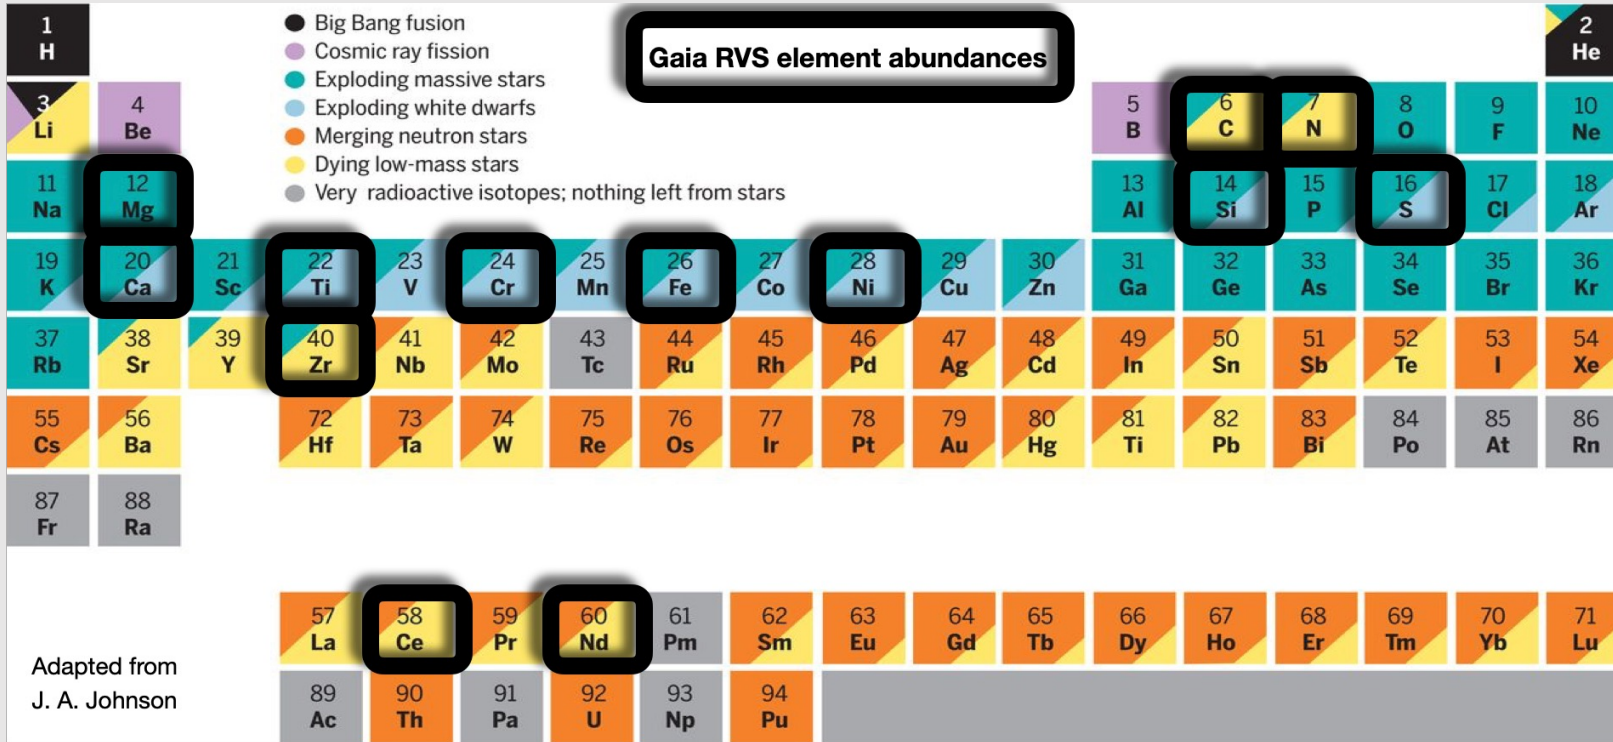 1
H
Big Bang fusion
Cosmic ray fission
Exploding massive stars
Exploding white dwarfs
Merging neutron stars
Dying low-mass stars
Very radioactive isotopes; nothing left from stars
Gaia RVS element abundances
2
He
3
Li
4
Be
5
B
6
C
7
N
8
O
9
F
10
Ne
11
Na
12
Mg
13
Al
14
Si
15
P
16
S
17
Cl
18
Ar
19
K
20
Ca
21
Sc
22
Ti
23
V
24
Cr
25
Mn
26
Fe
27
Co
28
Ni
29
Cu
30
Zn
31
Ga
32
Ge
33
As
34
Se
35
Br
36
Kr
37
Rb
38
Sr
39
Y
40
Zr
41
Nb
42
Mo
43
Tc
44
Ru
45
Rh
46
Pd
47
Ag
48
Cd
49
In
50
Sn
51
Sb
52
Te
53
I
54
Xe
55
Cs
56
Ba
72
Hf
73
Ta
74
W
75
Re
76
Os
77
Ir
78
Pt
79
Au
80
Hg
81
Ti
82
Pb
83
Bi
84
Po
85
At
86
Rn
87
Fr
88
Ra
57
La
58
Ce
59
Pr
60
Nd
61
Pm
62
Sm
63
Eu
64
Gd
65
Tb
66
Dy
67
Ho
68
Er
69
Tm
70
Yb
71
Lu
89
Ac
90
Th
91
Pa
92
U
93
Np
94
Pu
Adapted from
J. A. Johnson